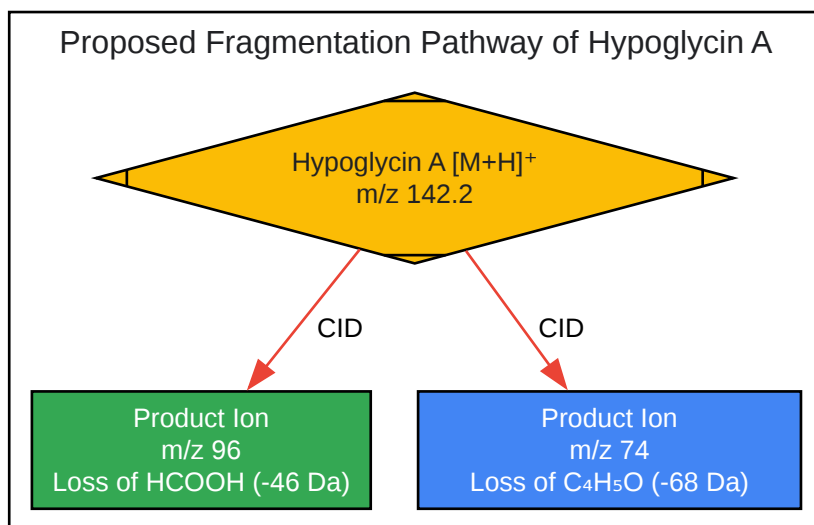 Proposed Fragmentation Pathway of Hypoglycin A
Hypoglycin A [M+H]⁺
m/z 142.2
CID
CID
Product Ion
m/z 96
Loss of HCOOH (-46 Da)
Product Ion
m/z 74
Loss of C₄H₅O (-68 Da)